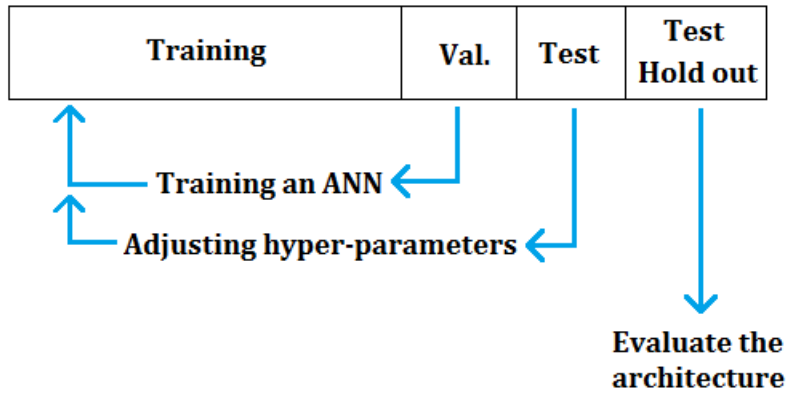 Training
Val.
Test
Test
Hold out
Training an ANN
Adjusting hyper-parameters
Evaluate the
architecture